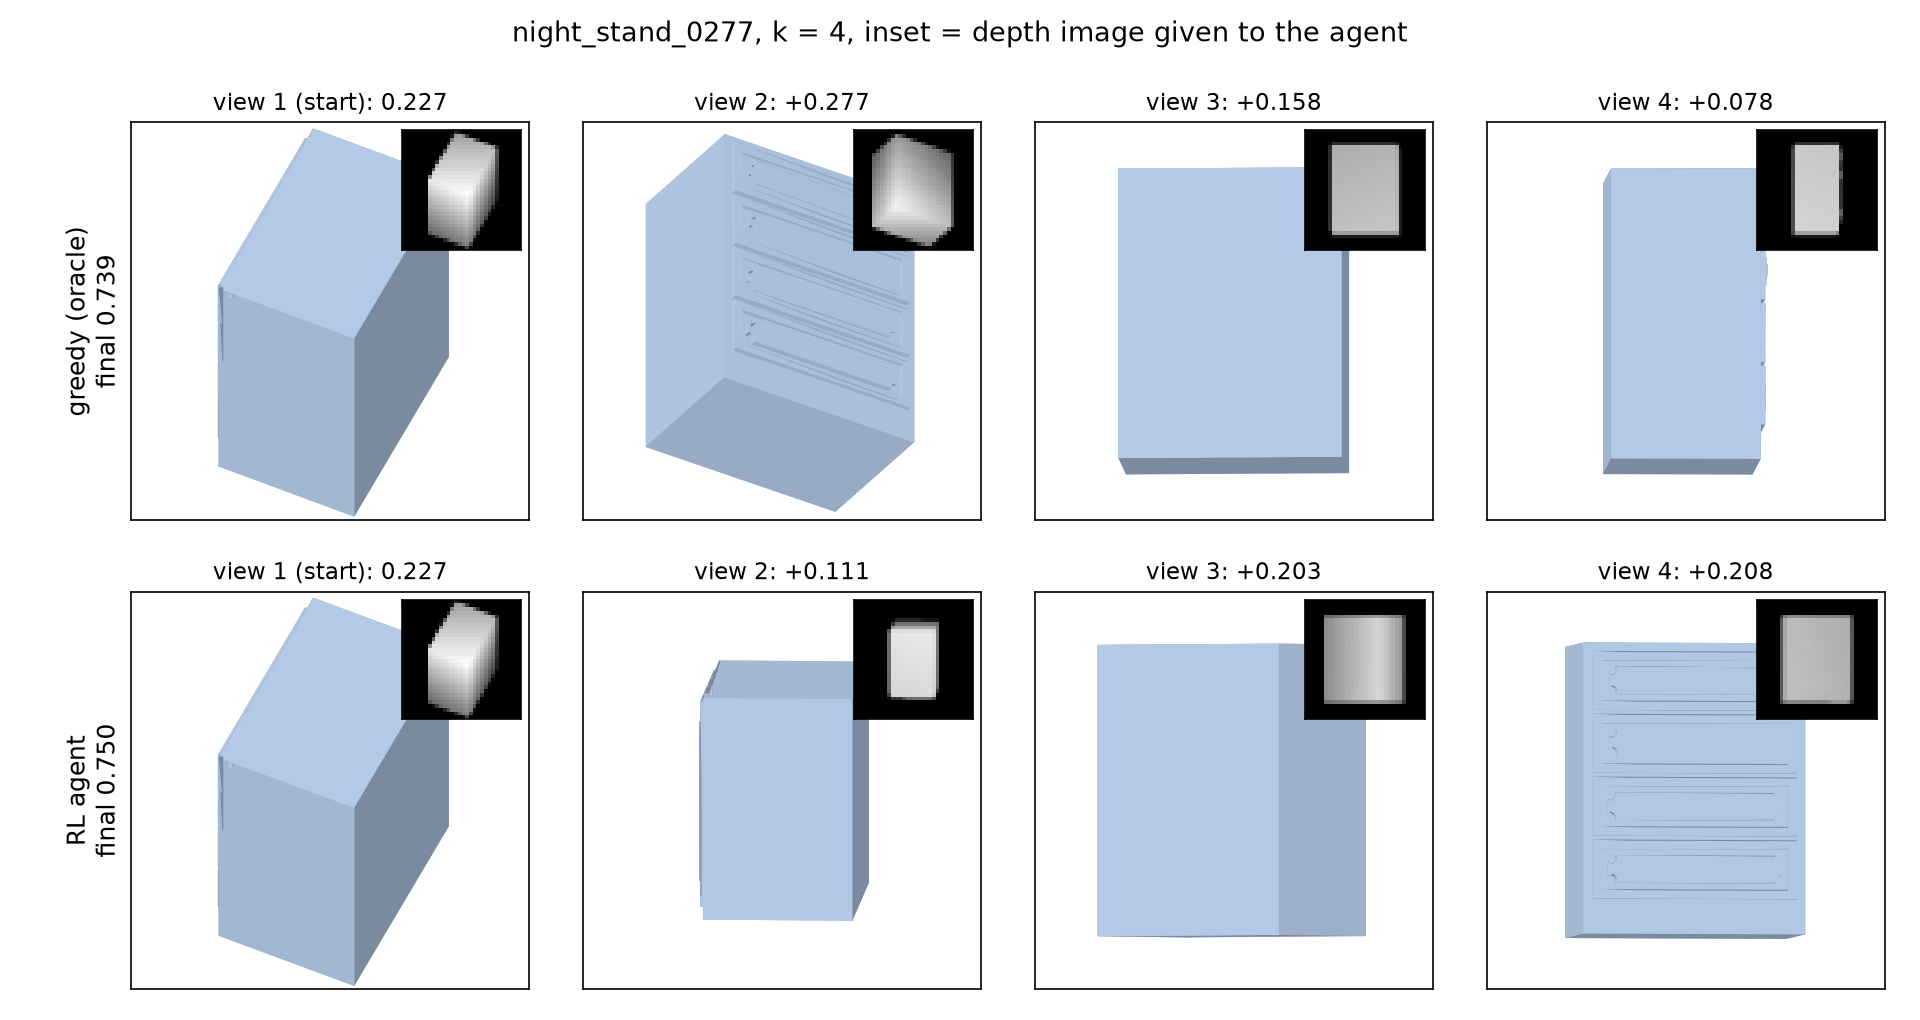 night_stand_0277, k = 4, inset = depth image given to the agent
greedy (oracle)
final 0.739
view 1 (start): 0.227
view 2: +0.277
view 3: +0.158
view 4: +0.078
RL agent
final 0.750
view 1 (start): 0.227
view 2: +0.111
view 3: +0.203
view 4: +0.208